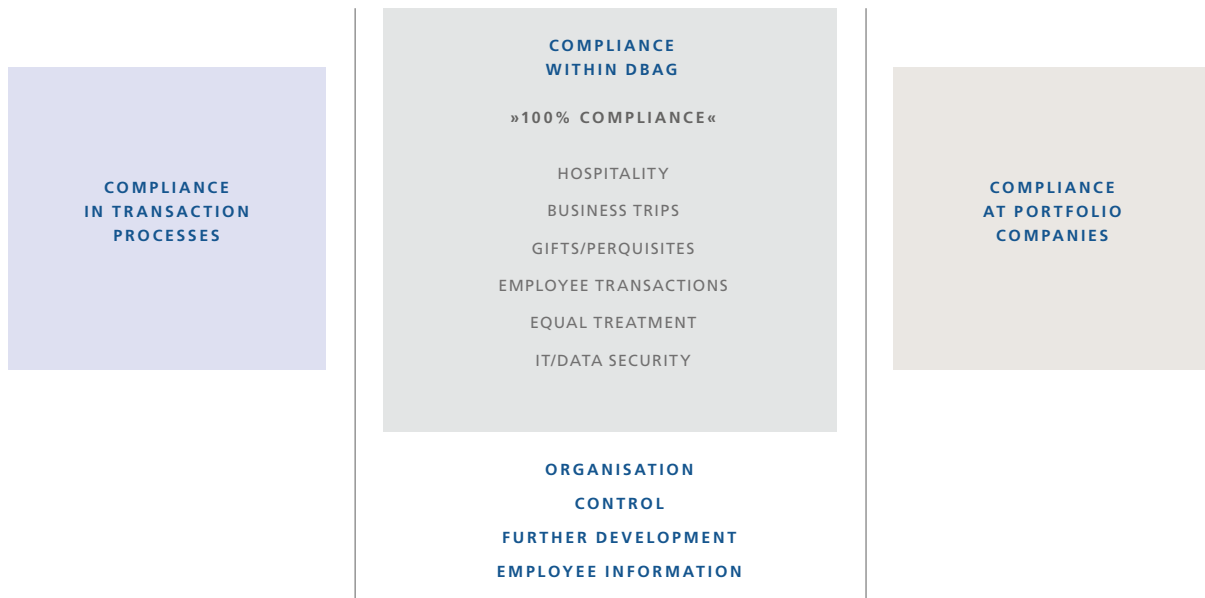 COMPLIANCE
IN TRANSACTION
PROCESSES
COMPLIANCE
WITHIN DBAG
»100% COMPLIANCE«
HOSPITALITY
BUSINESS TRIPS
GIFTS/PERQUISITES
EMPLOYEE TRANSACTIONS
EQUAL TREATMENT
IT/DATA SECURITY
ORGANISATION
CONTROL
FURTHER DEVELOPMENT
EMPLOYEE INFORMATION
COMPLIANCE
AT PORTFOLIO
COMPANIES